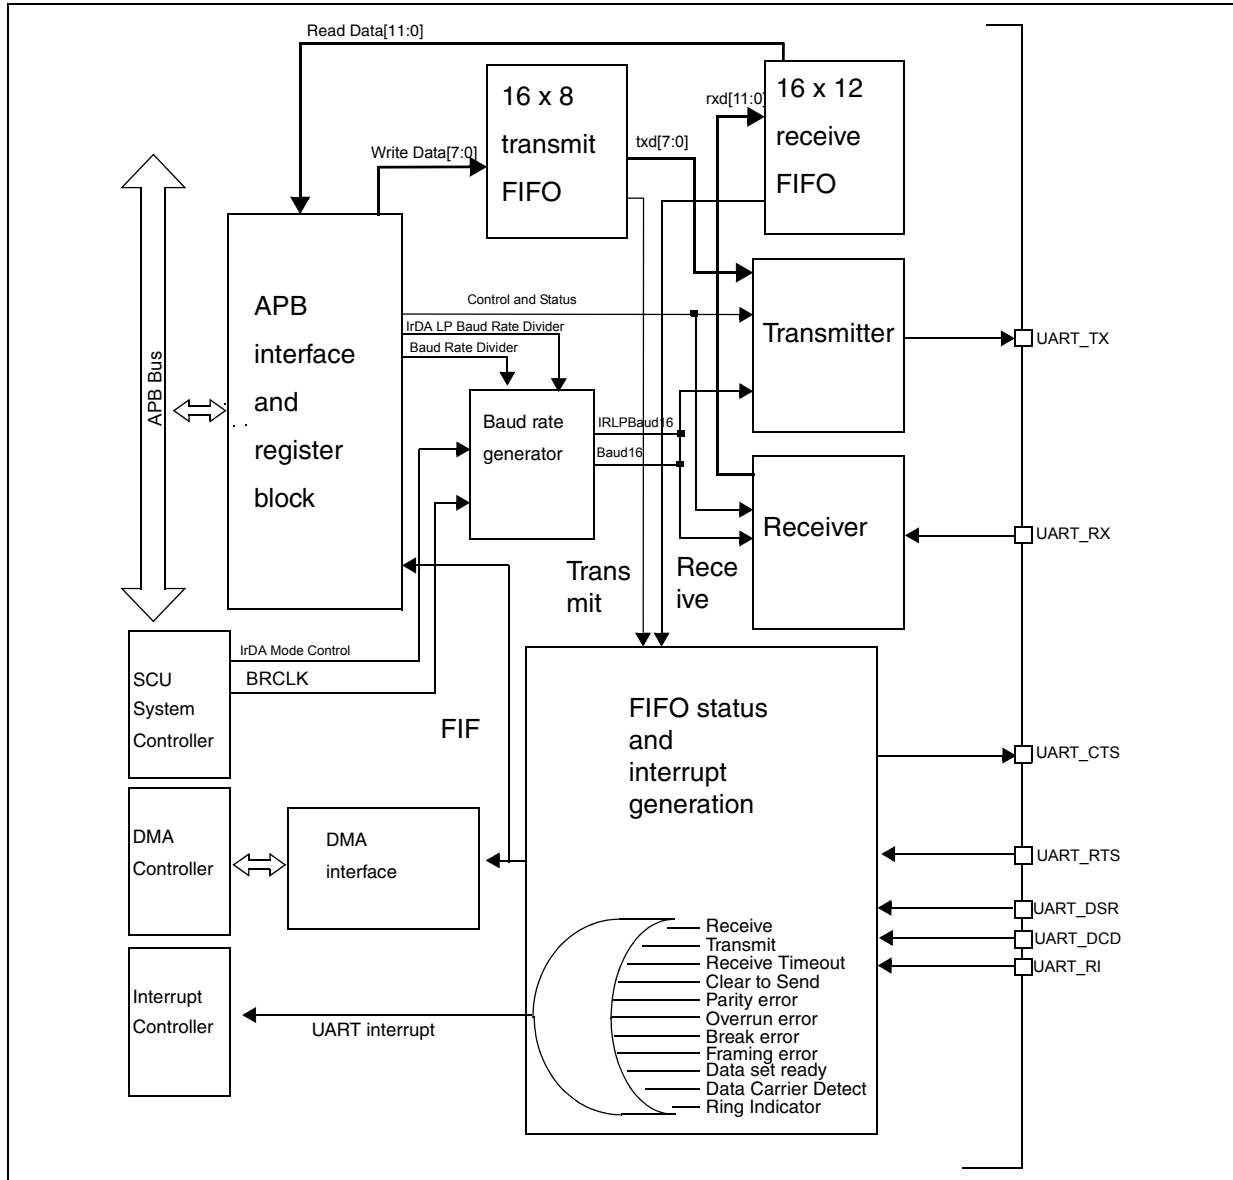 Read Data[11:0]
16 x 8
transmit
FIFO
16 x 12
receive
FIFO
rxd[11:0]
txd[7:0]
Write Data[7:0]
APB Bus
APB
interface
and
register
block
Control and Status
IrDA LP Baud Rate Divider
Baud Rate Divider
Transmitter
UART_TX
Baud rate
generator
IRLPBaud16
Baud16
Receiver
UART_RX
Trans
mit
Rece
ive
SCU
System
Controller
IrDA Mode Control
BRCLK
FIF
FIFO status
and
interrupt
generation
UART_CTS
DMA
Controller
DMA
interface
UART_RTS
UART_DSR
UART_DCD
UART_RI
Receive
Transmit
Receive Timeout
Clear to Send
Parity error
Overrun error
Break error
Framing error
Data set ready
Data Carrier Detect
Ring Indicator
Interrupt
Controller
UART interrupt